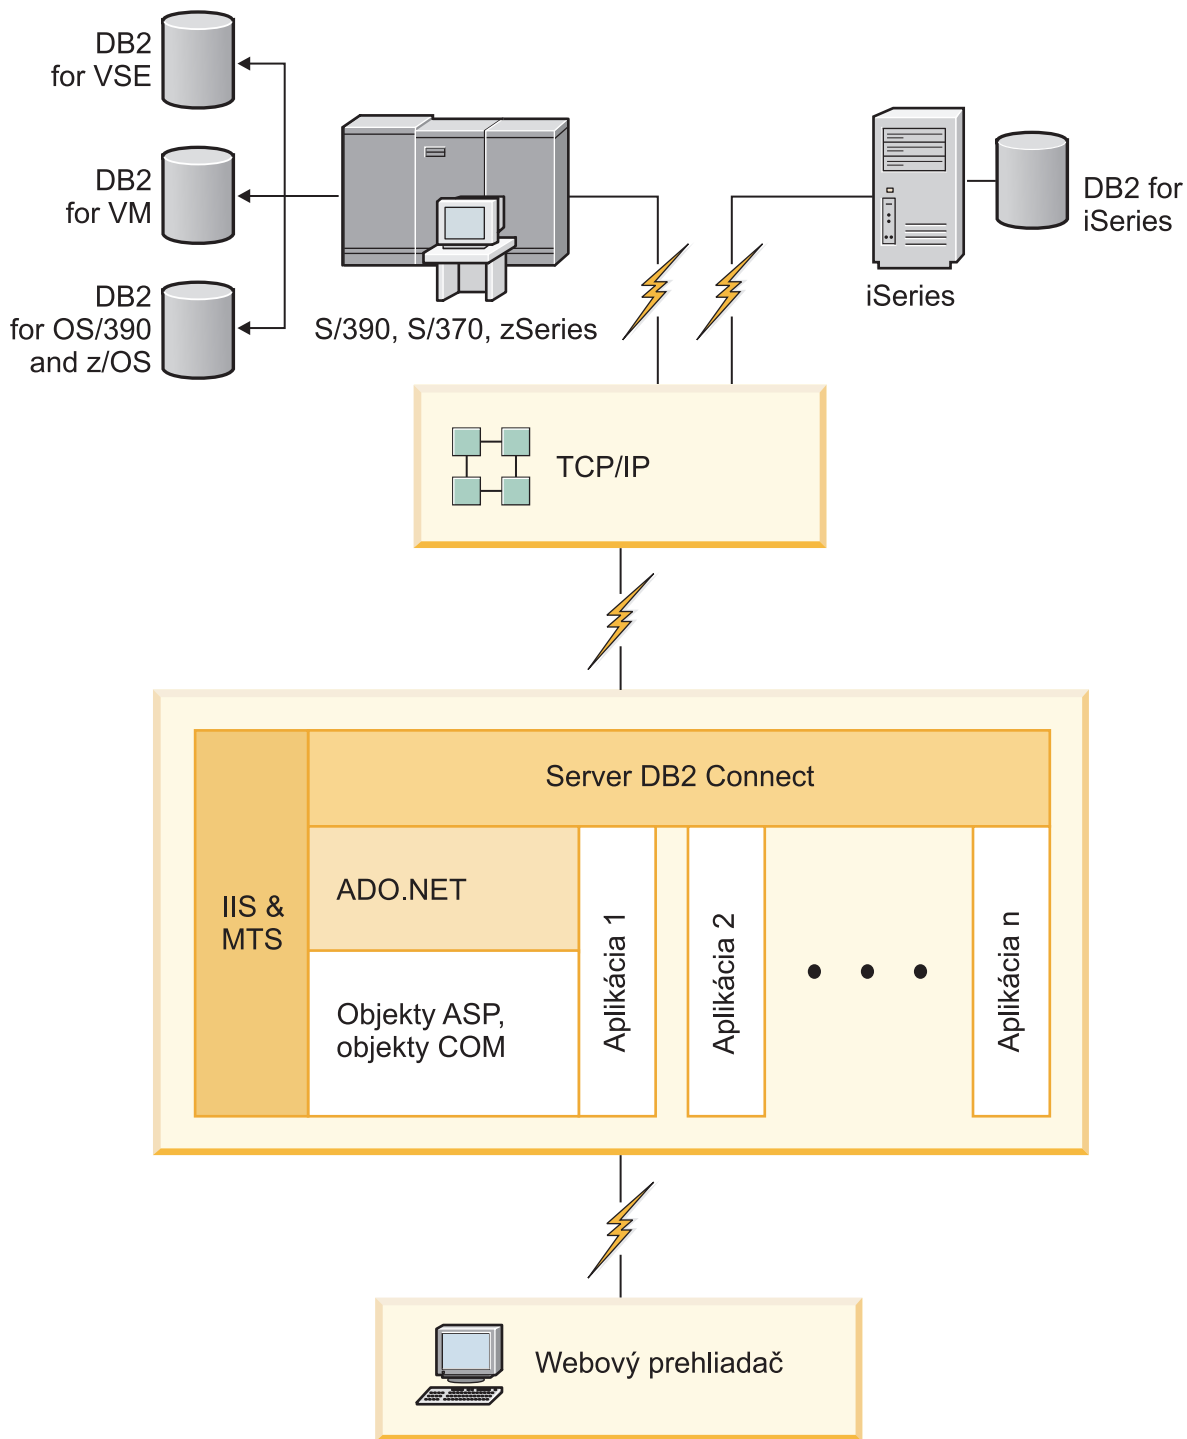 DB2
for VSE
DB2
for VM
DB2
for OS/390
and z/OS
S/390, S/370, zSeries
iSeries
DB2 for
iSeries
TCP/IP
Server DB2 Connect
IIS &
MTS
ADO.NET
Objekty ASP,
objekty COM
Aplikácia 1
Aplikácia 2
Aplikácia n
Webový prehliadač